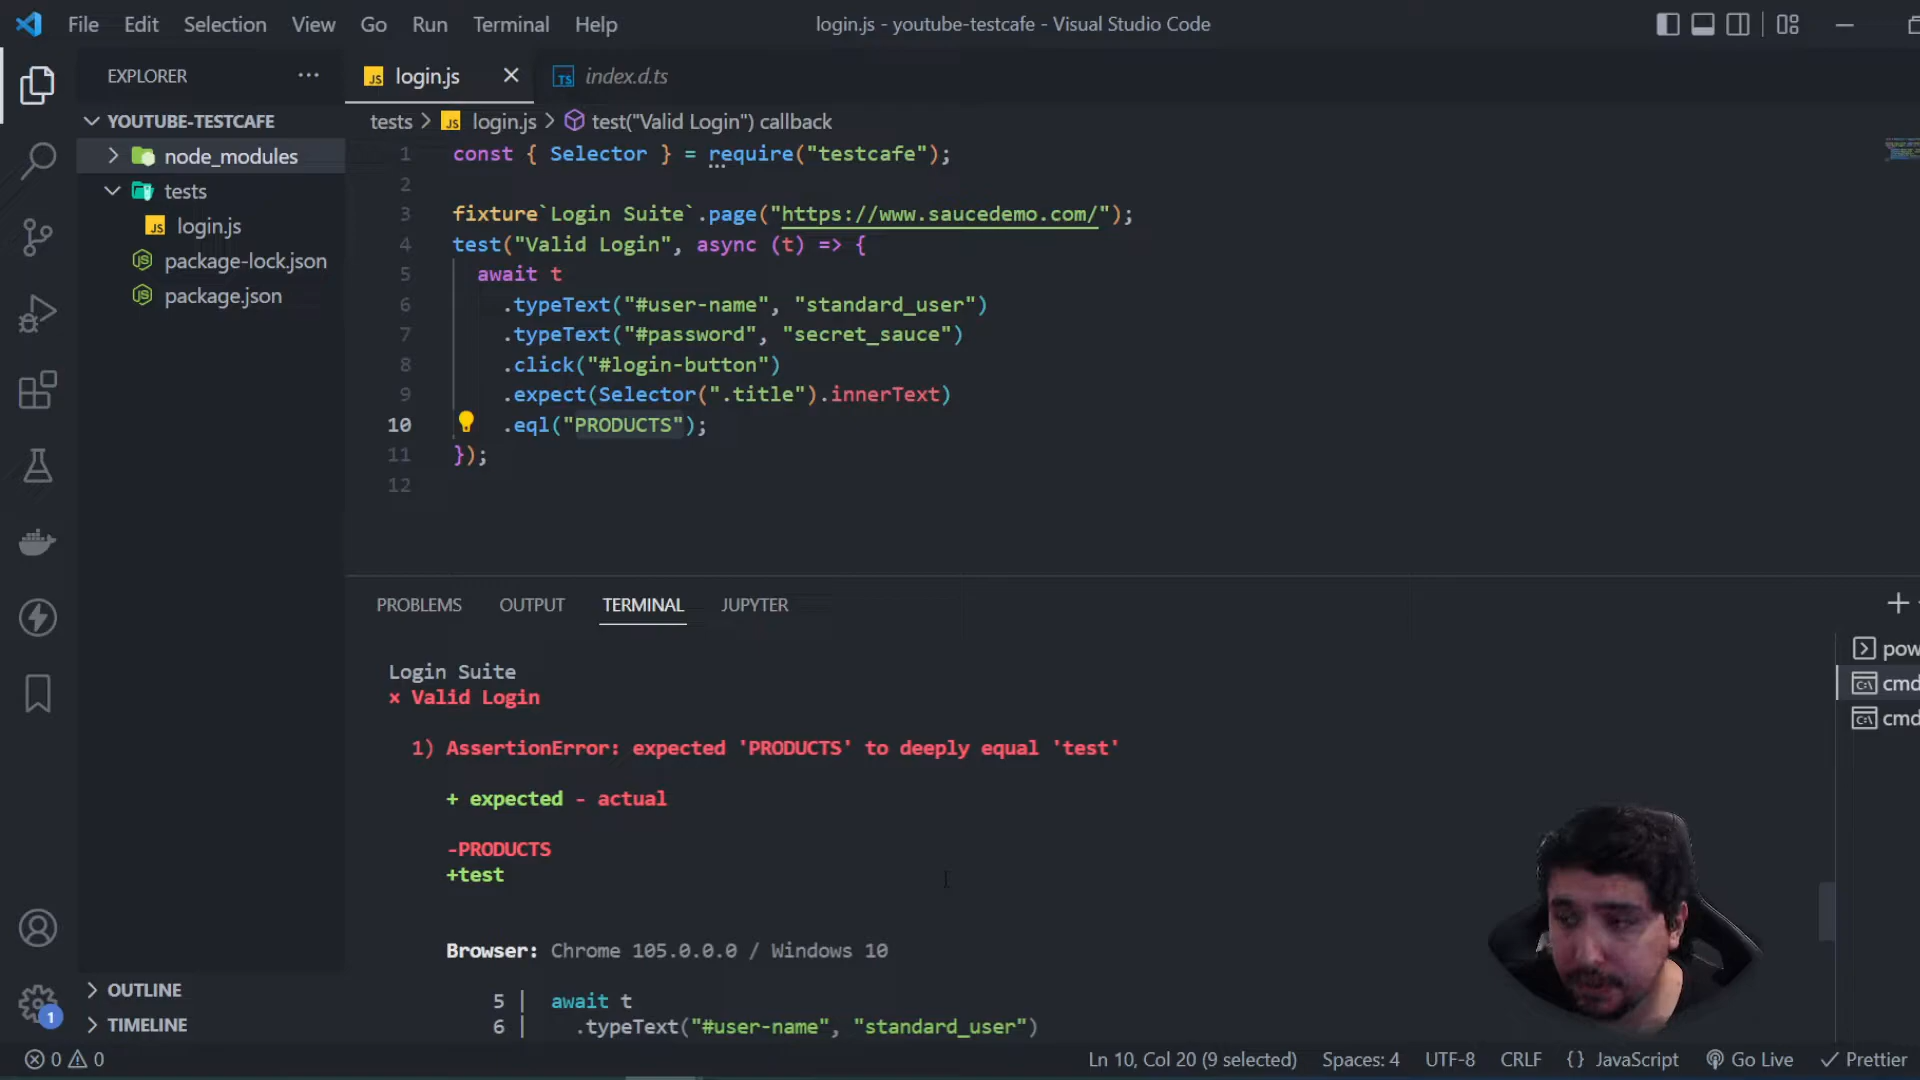 File Edit Selection View Go Run Terminal Help login.js - youtube-testcafe - Visual Studio Code
EXPLORER
login.js
index.d.ts
YOUTUBE-TESTCAFE
node_modules
tests
login.js
package-lock.json
package.json
OUTLINE
TIMELINE
tests > login.js > test("Valid Login") callback
1 const { Selector } = require("testcafe");
2
3 fixture`Login Suite`.page("https://www.saucedemo.com/");
4 test("Valid Login", async (t) => {
5 await t
6 .typeText("#user-name", "standard_user")
7 .typeText("#password", "secret_sauce")
8 .click("#login-button")
9 .expect(Selector(".title").innerText)
10 .eql("PRODUCTS");
11 });
12
PROBLEMS OUTPUT TERMINAL JUPYTER
Login Suite
× Valid Login
1) AssertionError: expected 'PRODUCTS' to deeply equal 'test'
+ expected - actual
-PRODUCTS
+test
Browser: Chrome 105.0.0.0 / Windows 10
5 | await t
6 | .typeText("#user-name", "standard_user")
pow
cmd
cmd
1
0 0
Ln 10, Col 20 (9 selected) Spaces: 4 UTF-8 CRLF {} JavaScript Go Live Prettier